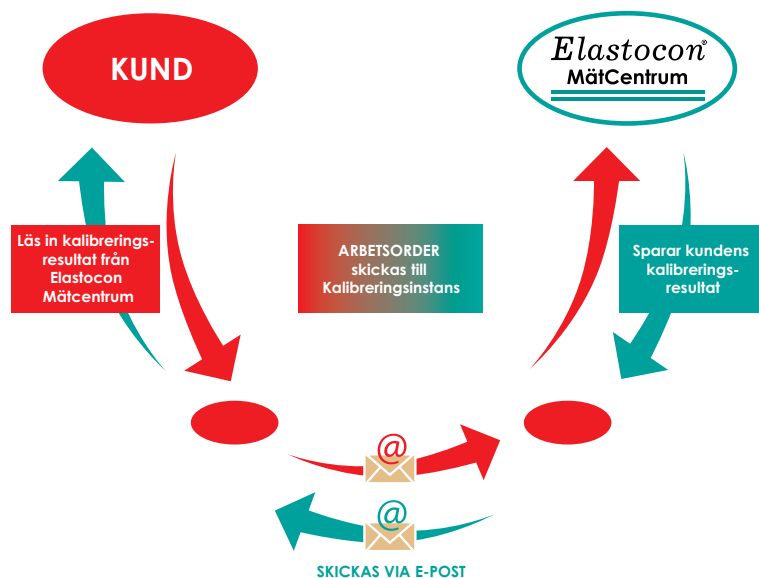 KUND
Elastocon®
MätCentrum
Läs in kalibrerings-
resultat från
Elastocon
Mätcentrum
ARBETSORDER
skickas till
Kalibreringsinstans
Sparar kundens
kalibrerings-
resultat
@
@
SKICKAS VIA E-POST